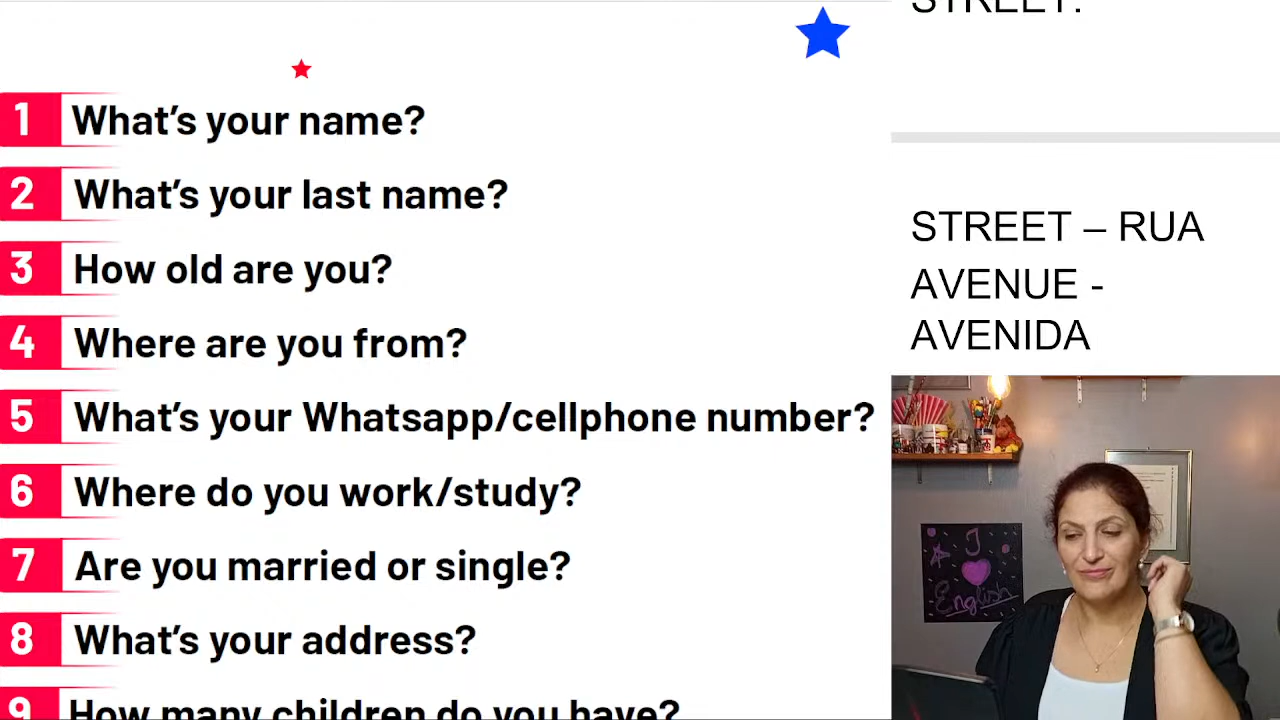 1 What's your name?
2 What's your last name?
3 How old are you?
4 Where are you from?
5 What's your Whatsapp/cellphone number?
6 Where do you work/study?
7 Are you married or single?
8 What's your address?
9 How many children do you have?
STREET:
STREET – RUA
AVENUE -
AVENIDA
I
English